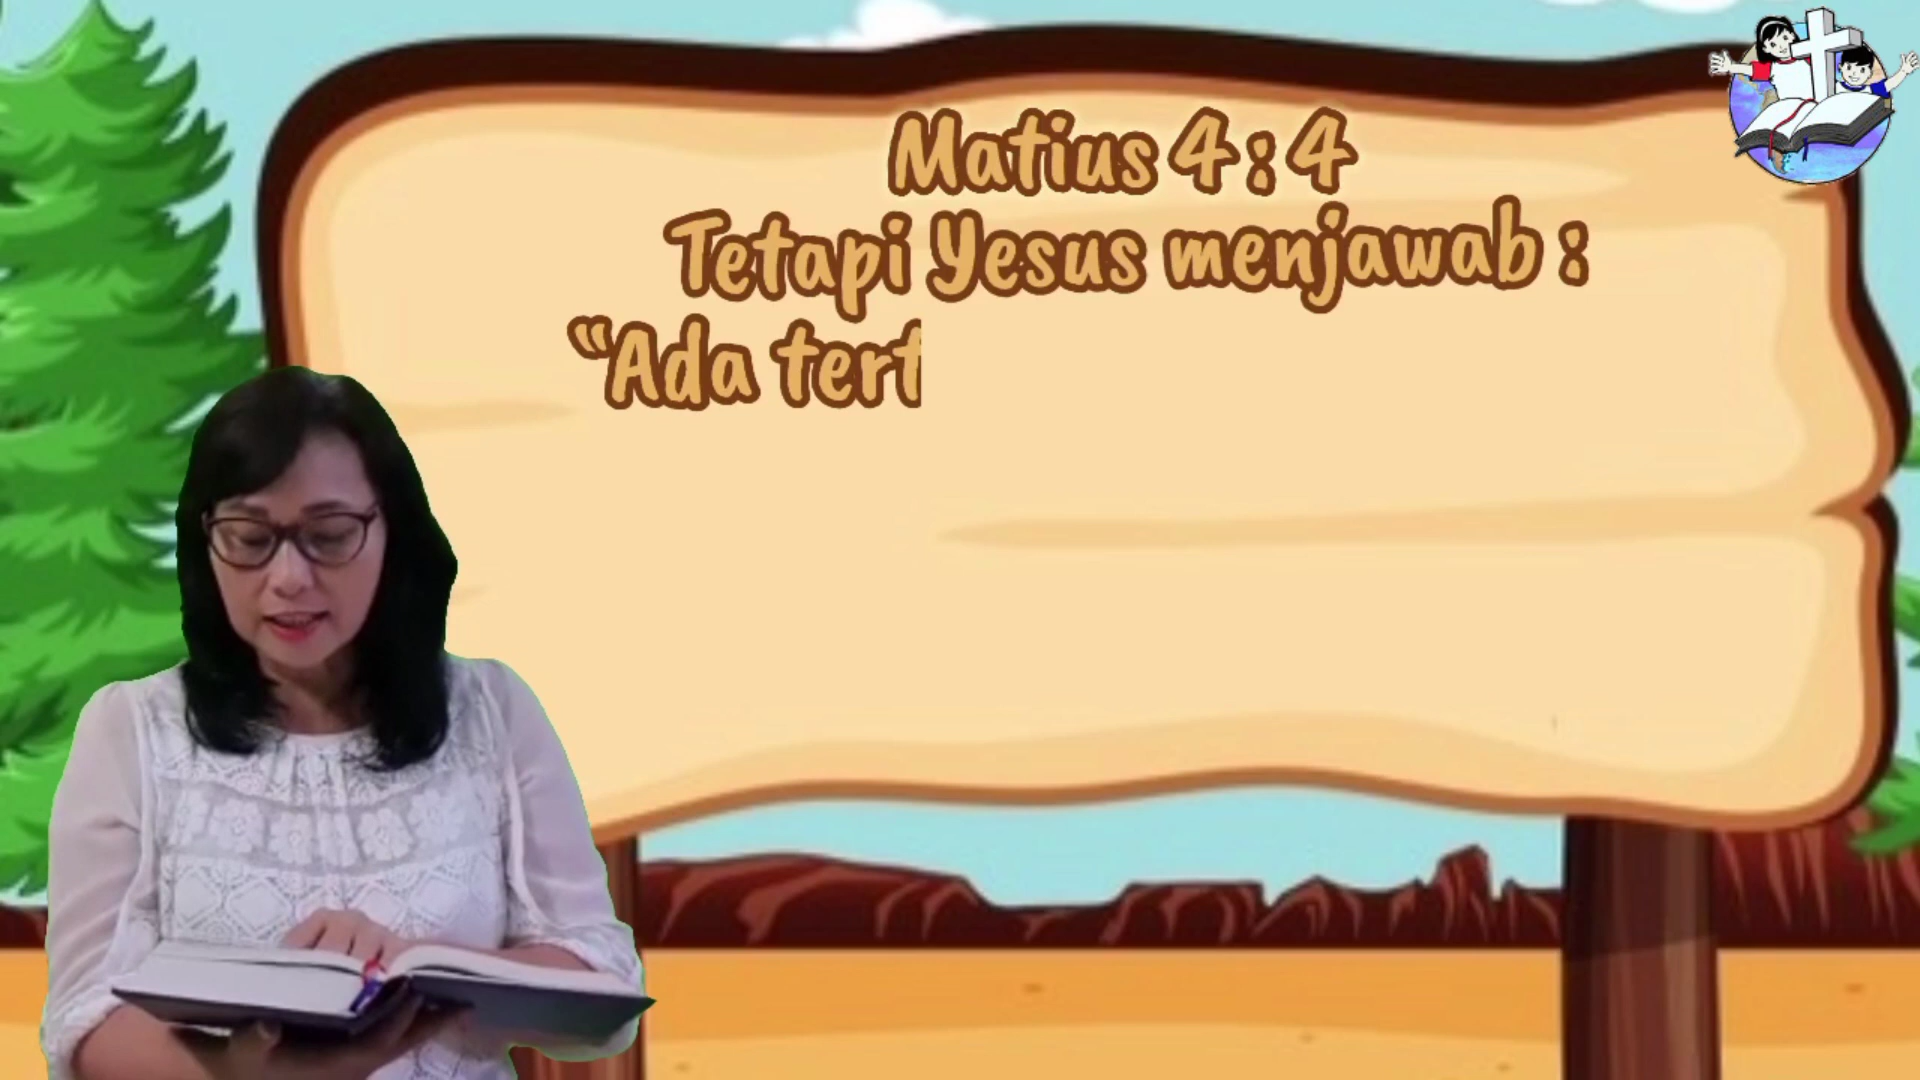 Matius 4 : 4
Tetapi Yesus menjawab :
“Ada tert